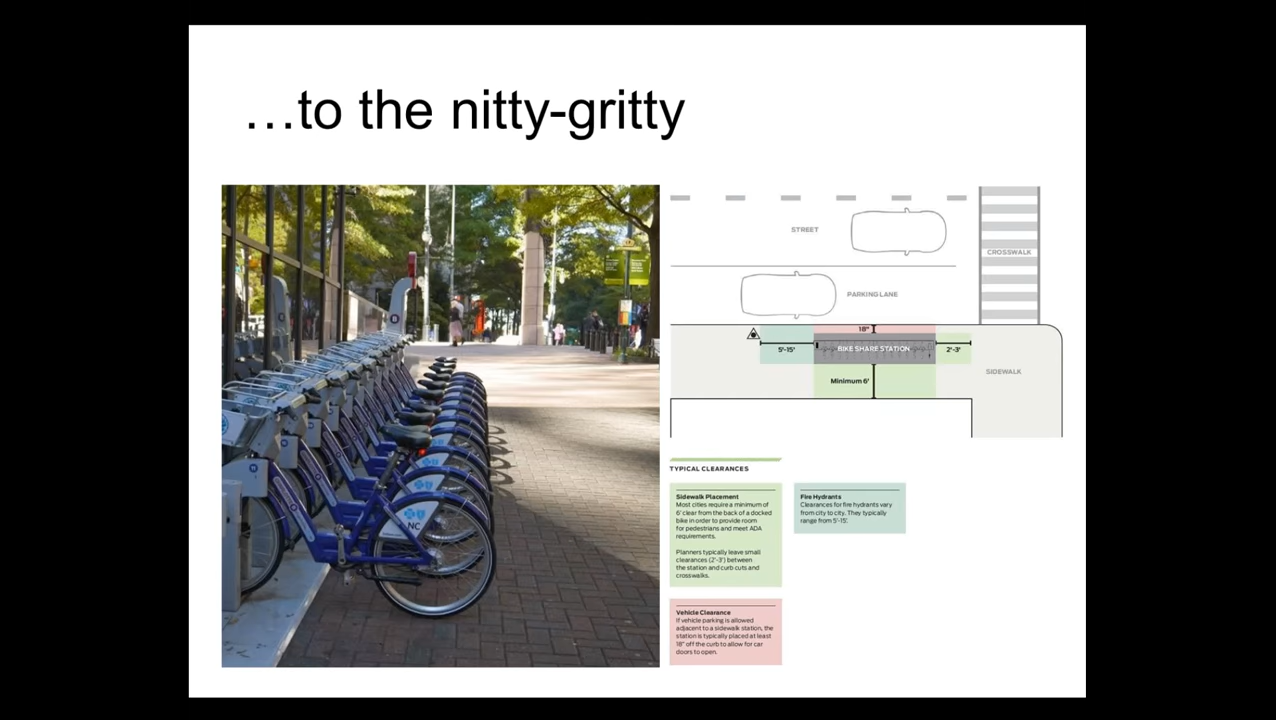 …to the nitty-gritty
NC
STREET
CROSSWALK
PARKING LANE
18"
5'-15'
BIKE SHARE STATION
2'-3'
SIDEWALK
Minimum 6'
TYPICAL CLEARANCES
Sidewalk Placement
Most cities require a minimum of
6' clear from the back of a docked
bike in order to provide room
for pedestrians and meet ADA
requirements.
Planners typically leave small
clearances (2'-3') between
the station and curb cuts and
crosswalks.
Fire Hydrants
Clearances for fire hydrants vary
from city to city. They typically
range from 5'-15'.
Vehicle Clearance
If vehicle parking is allowed
adjacent to a sidewalk station, the
station is typically placed at least
18" off the curb to allow for car
doors to open.